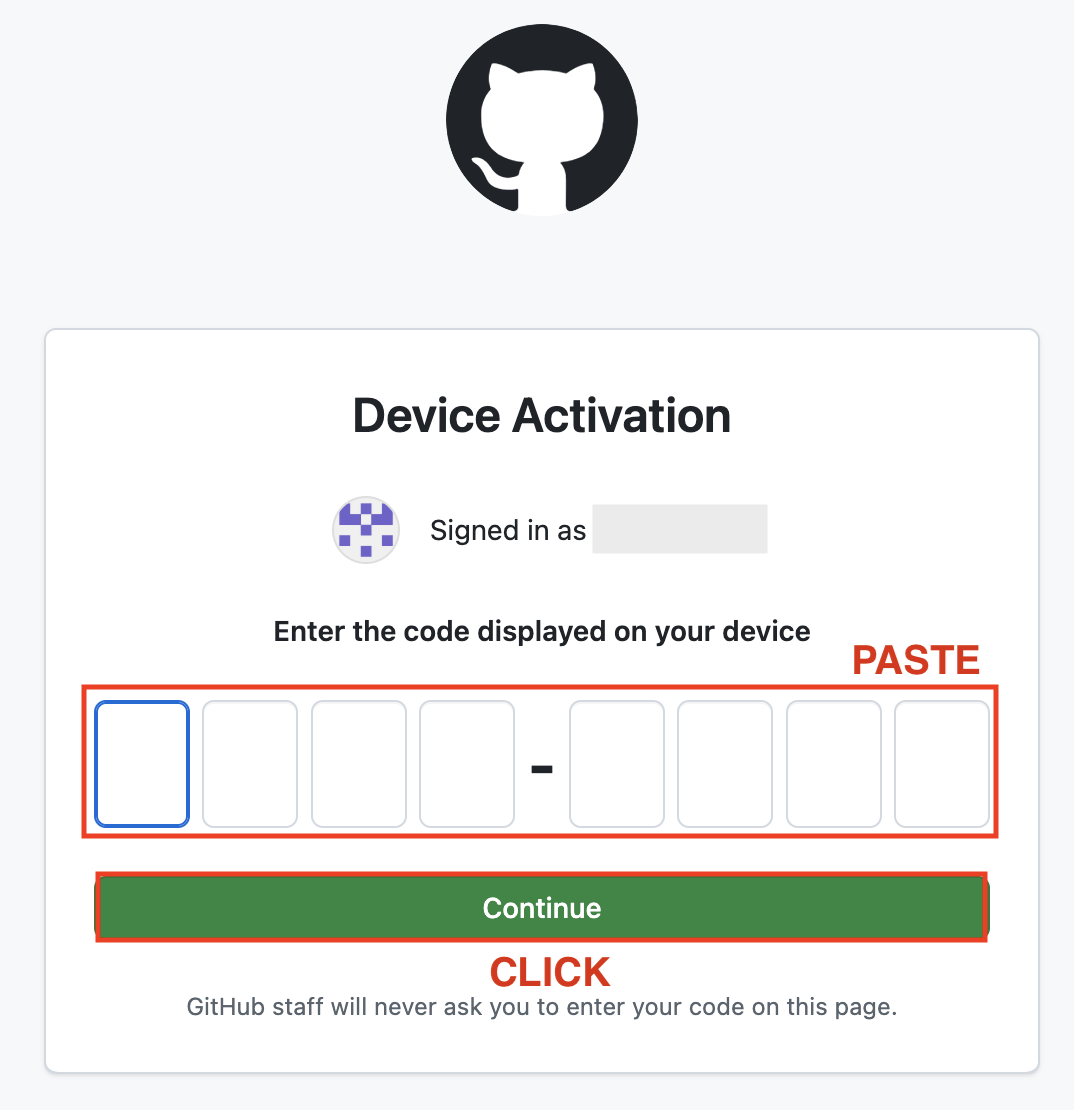 Device Activation
Signed in as
Enter the code displayed on your device
PASTE
-
Continue
CLICK
GitHub staff will never ask you to enter your code on this page.